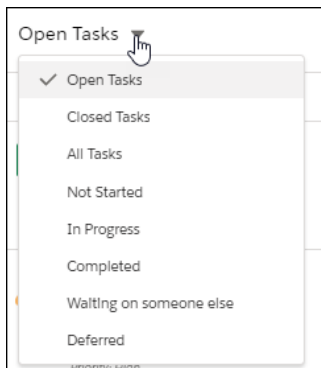 Open Tasks
Open Tasks
Closed Tasks
All Tasks
Not Started
In Progress
Completed
Waiting on someone else
Deferred